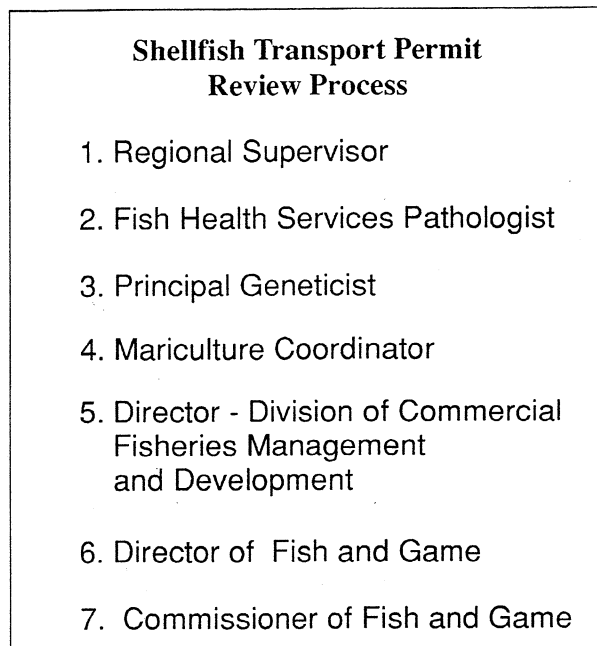 Shellfish Transport Permit
Review Process
1. Regional Supervisor
2. Fish Health Services Pathologist
3. Principal Geneticist
4. Mariculture Coordinator
5. Director - Division of Commercial
Fisheries Management
and Development
6. Director of Fish and Game
7. Commissioner of Fish and Game